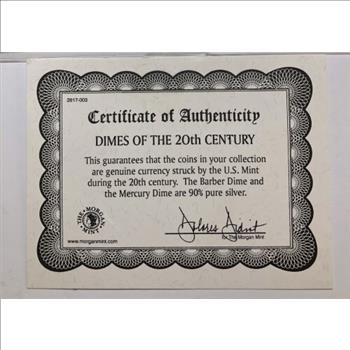 2817-003
Certificate of Authenticity
DIMES OF THE 20th CENTURY
This guarantees that the coins in your collection
are genuine currency struck by the U.S. Mint
during the 20th century. The Barber Dime and
the Mercury Dime are 90% pure silver.
THE MORGAN MINT
www.morganmint.com
for The Morgan Mint